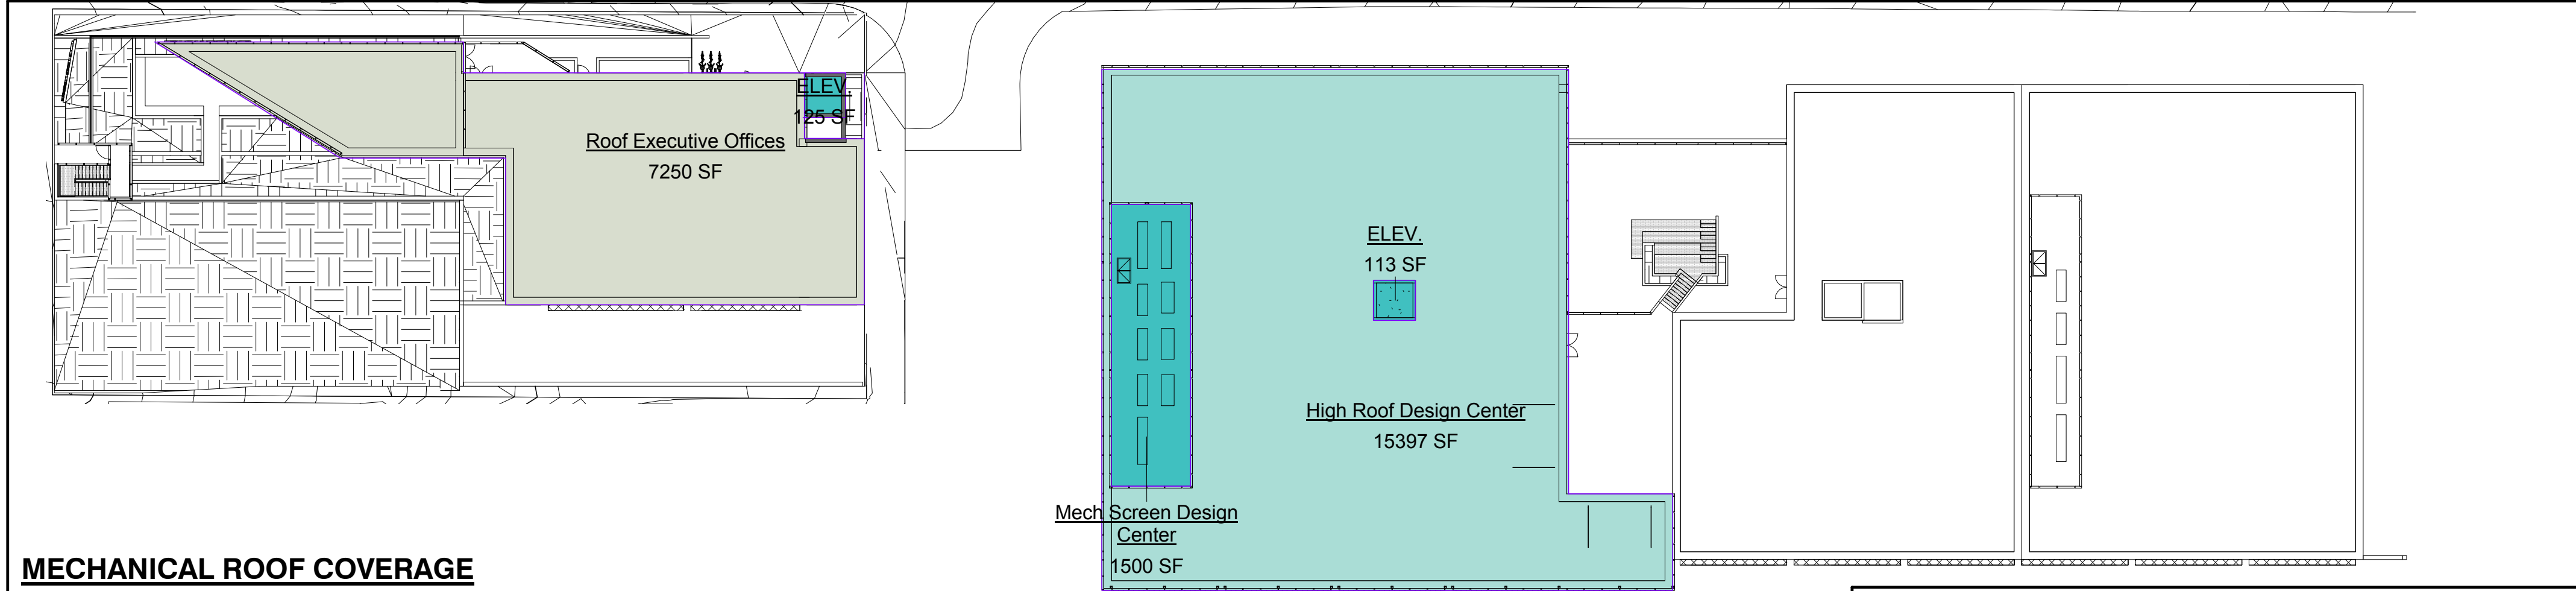 ELEV.
125 SF
Roof Executive Offices
7250 SF
ELEV.
113 SF
High Roof Design Center
15397 SF
Mech Screen Design
Center
1500 SF
MECHANICAL ROOF COVERAGE